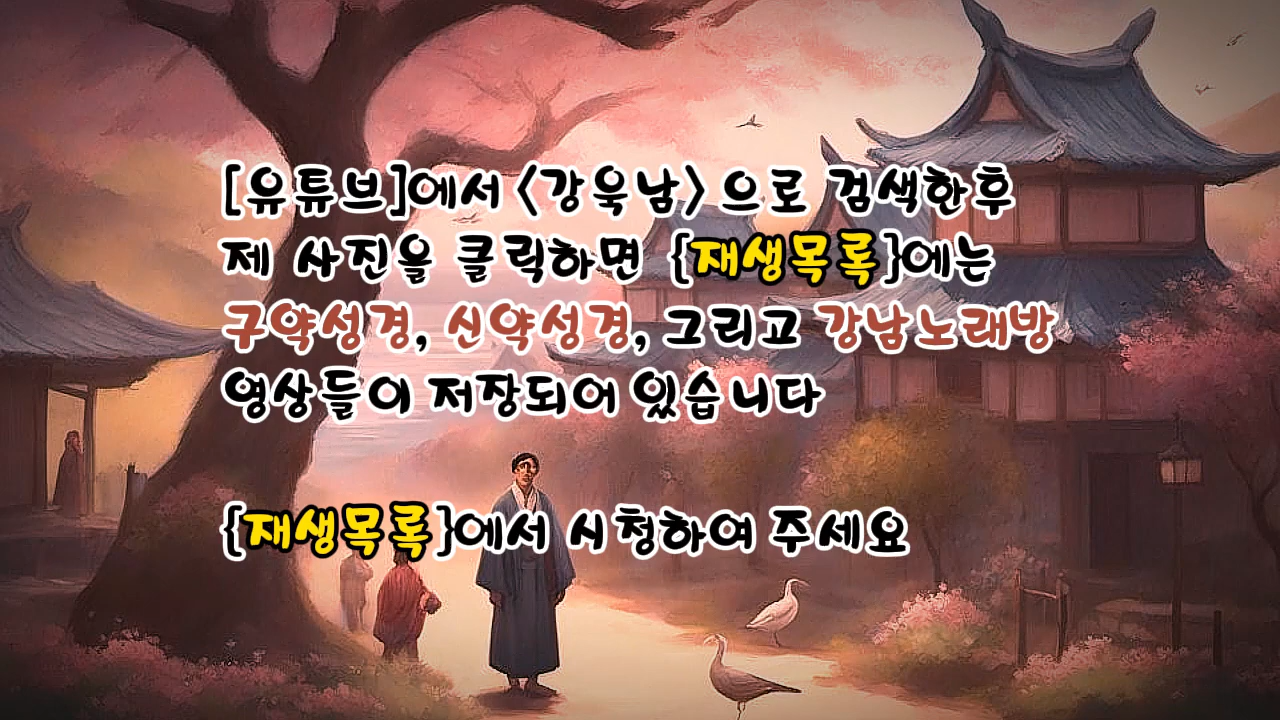 [유튜브]에서 <강욱남> 으로 검색한후
제 사진을 클릭하면 {재생목록}에는
구약성경, 신약성경, 그리고 강남노래방
영상들이 저장되어 있습니다
{재생목록}에서 시청하여 주세요